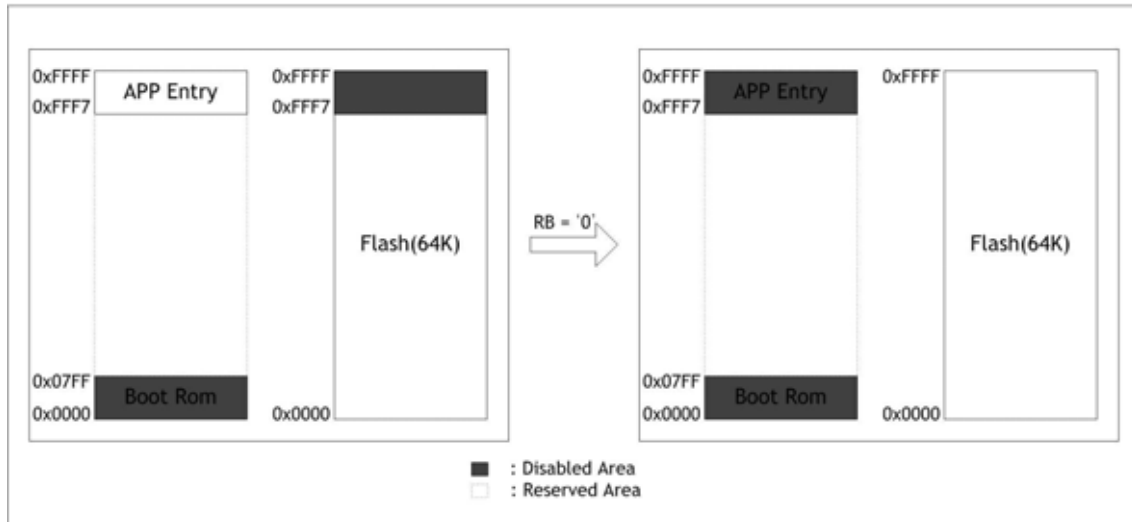 0xFFFF
APP Entry
0xFFF7
0x07FF
Boot Rom
0x0000
0xFFFF
0xFFF7
Flash(64K)
0x0000
RB = '0'
0xFFFF
APP Entry
0xFFF7
0x07FF
Boot Rom
0x0000
0xFFFF
Flash(64K)
0x0000
: Disabled Area
: Reserved Area